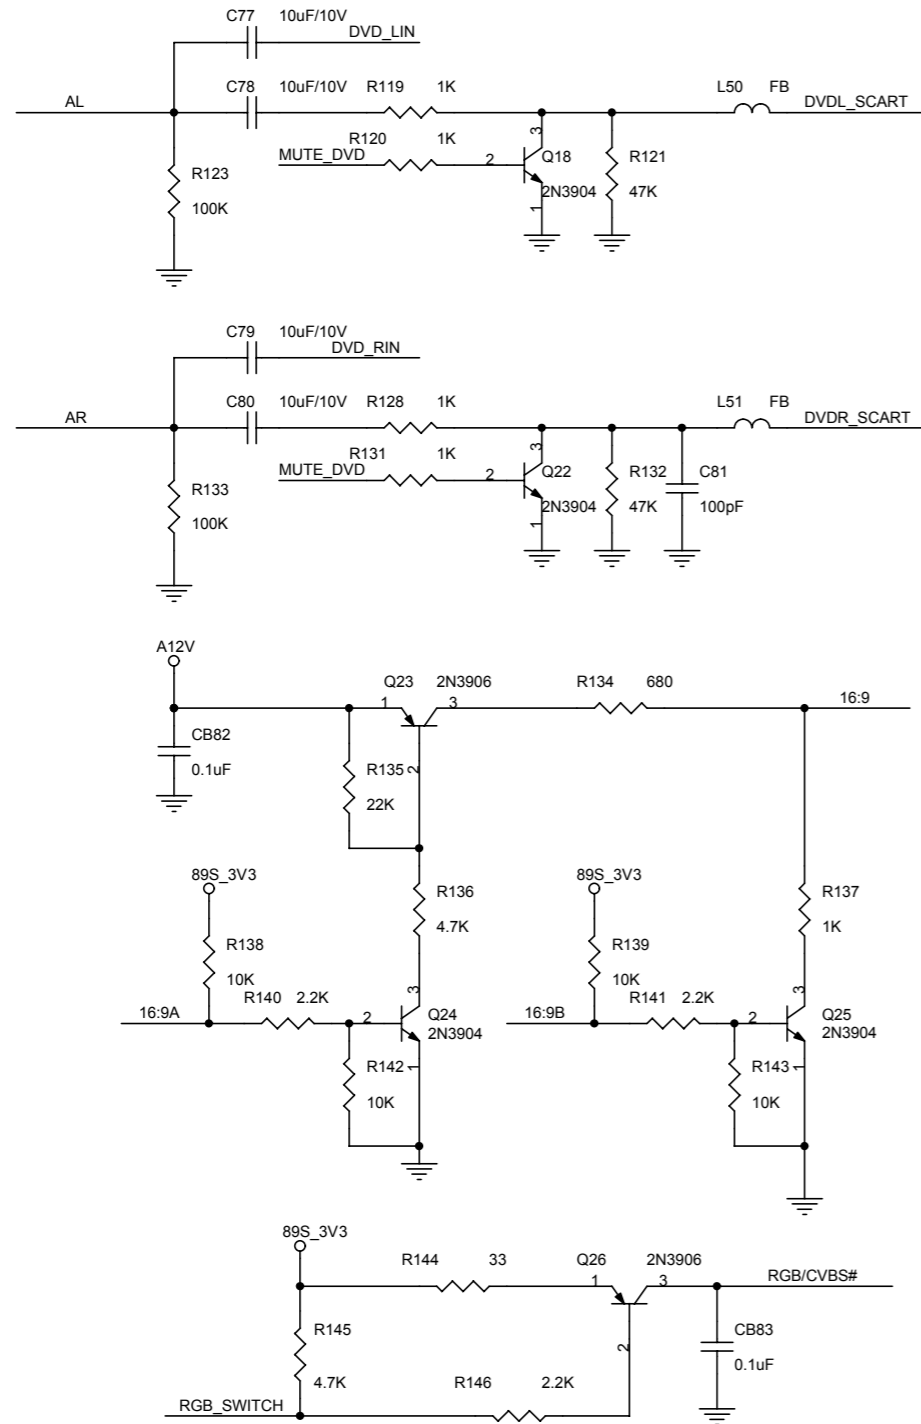 C77 10uF/10V
DVD_LIN
AL
C78 10uF/10V R119 1K
L50 FB
DVDL_SCART
R120 1K
MUTE_DVD
2
3
1
Q18
2N3904
R121
47K
R123
100K
C79 10uF/10V
DVD_RIN
AR
C80 10uF/10V R128 1K
L51 FB
DVDR_SCART
R131 1K
MUTE_DVD
2
3
1
Q22
2N3904
R132
47K
C81
100pF
R133
100K
A12V
Q23 2N3906
1 3
2
R134 680
16:9
CB82
0.1uF
R135
22K
89S_3V3
R136
4.7K
89S_3V3
R137
1K
R138
10K
R139
10K
16:9A
R140 2.2K
2
3
1
Q24
2N3904
16:9B
R141 2.2K
2
3
1
Q25
2N3904
R142
10K
R143
10K
89S_3V3
R144 33
Q26 2N3906
1 3
2
RGB/CVBS#
R145
4.7K
CB83
0.1uF
R146 2.2K
RGB_SWITCH